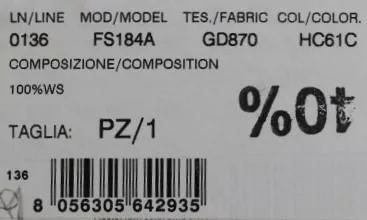 LN/LINE MOD/MODEL TES./FABRIC COL/COLOR.
0136 FS184A GD870 HC61C
COMPOSIZIONE/COMPOSITION
100%WS
40%
TAGLIA: PZ/1
136
8 056305 642935